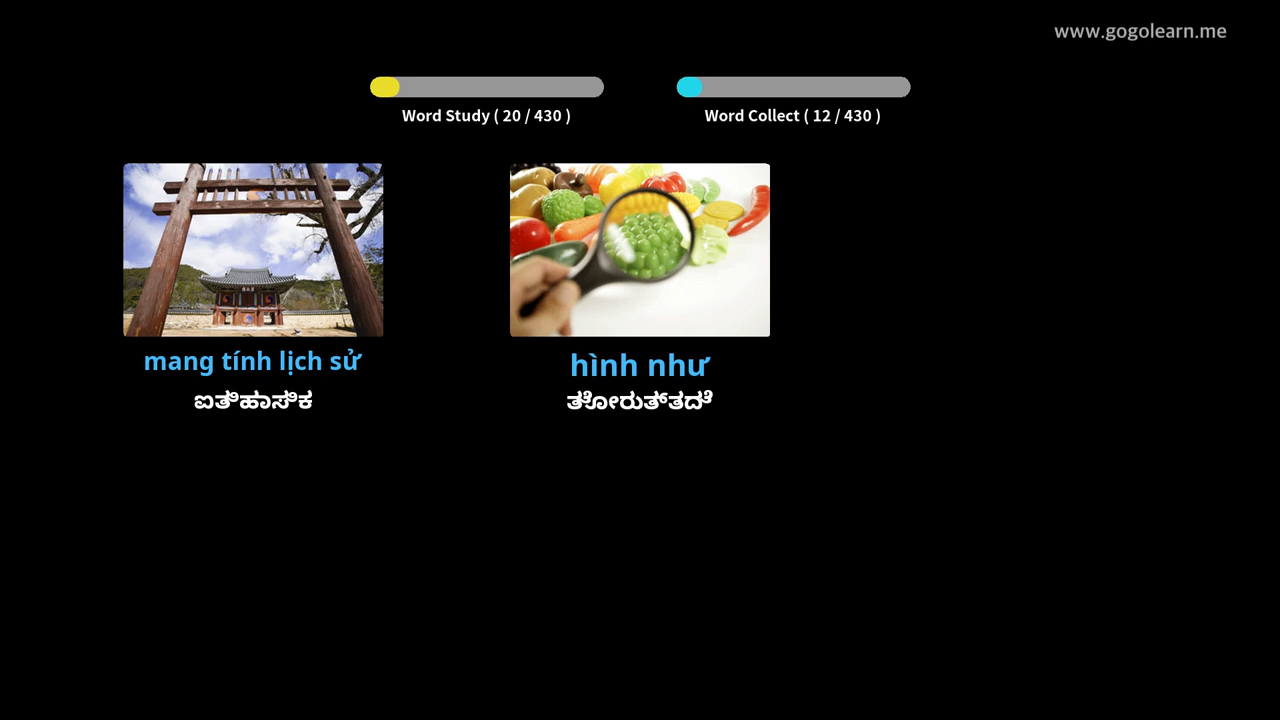 www.gogolearn.me
Word Study ( 20 / 430 )
Word Collect ( 12 / 430 )
mang tính lịch sử
ಐತಿಹಾಸಿಕ
hình như
ತೋರುತ್ತದೆ